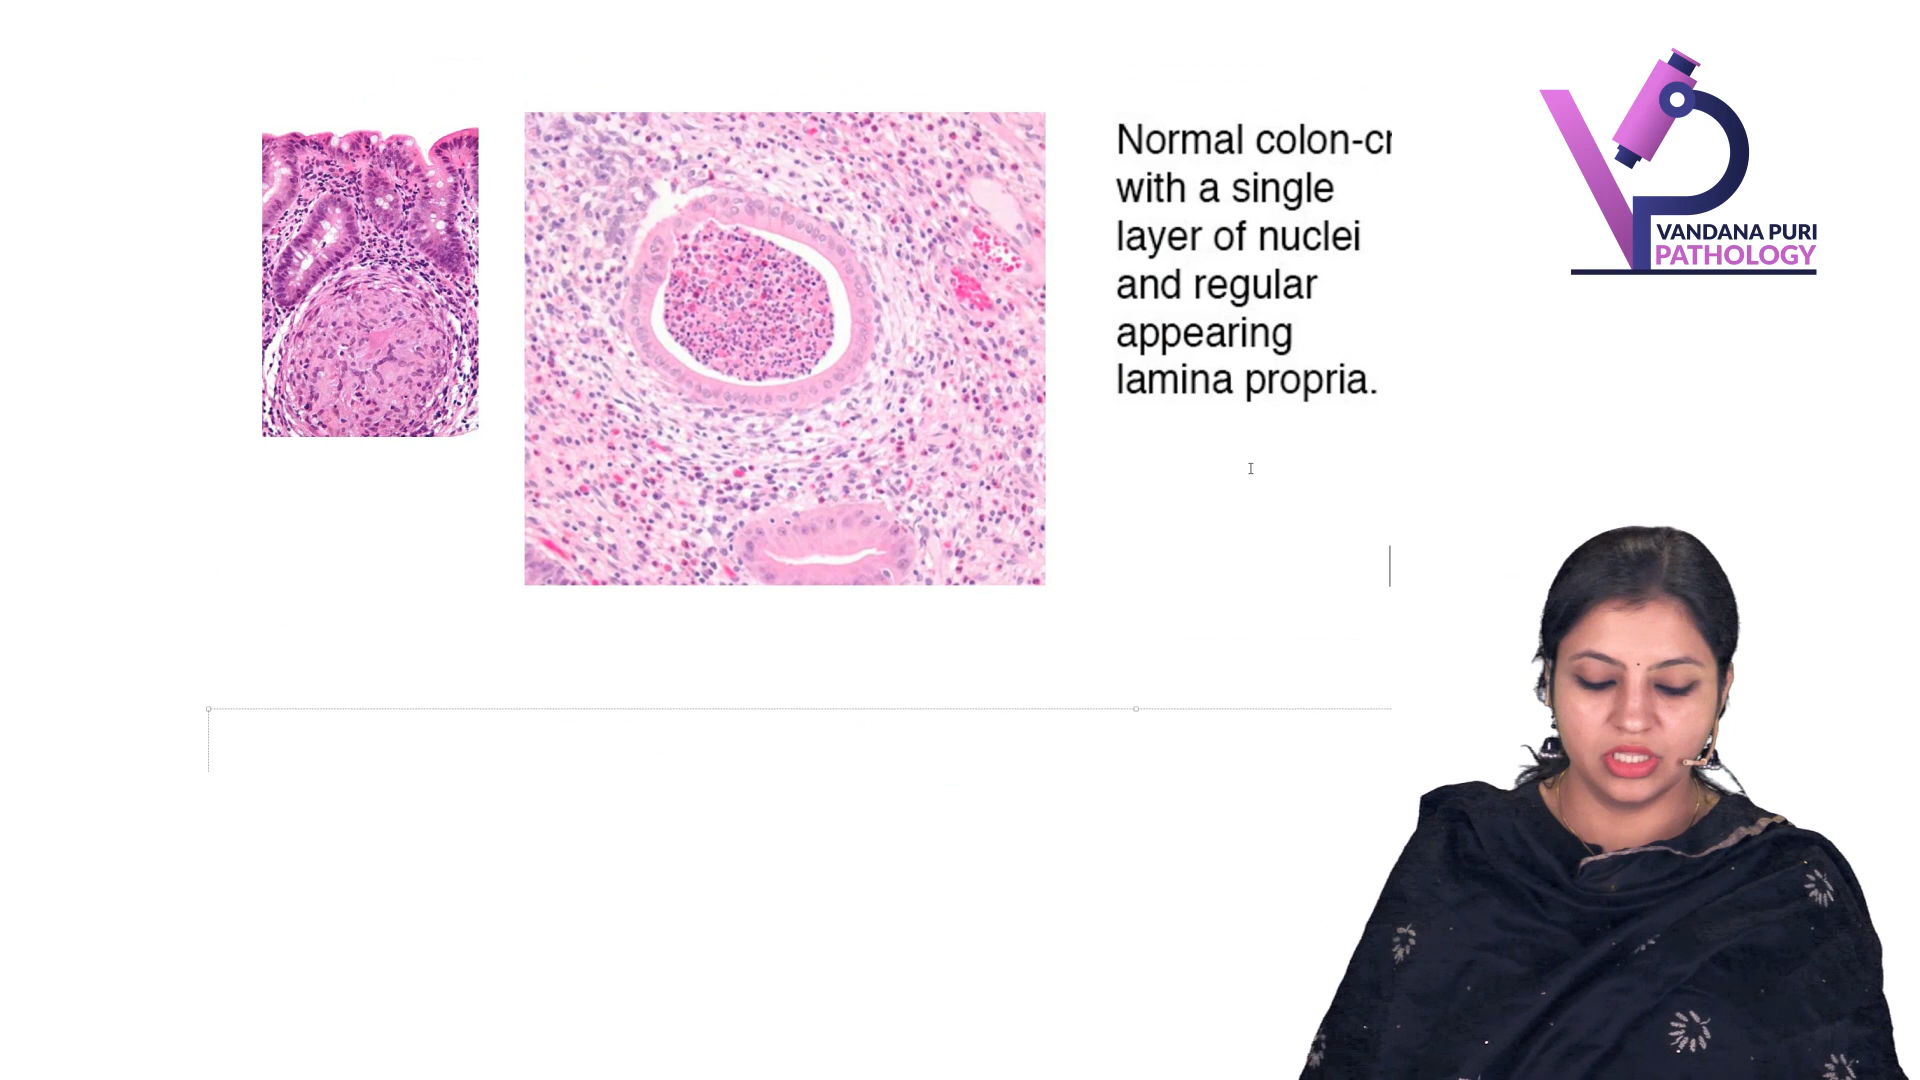 Normal colon-cr
with a single
layer of nuclei
and regular
appearing
lamina propria.
VANDANA PURI
PATHOLOGY